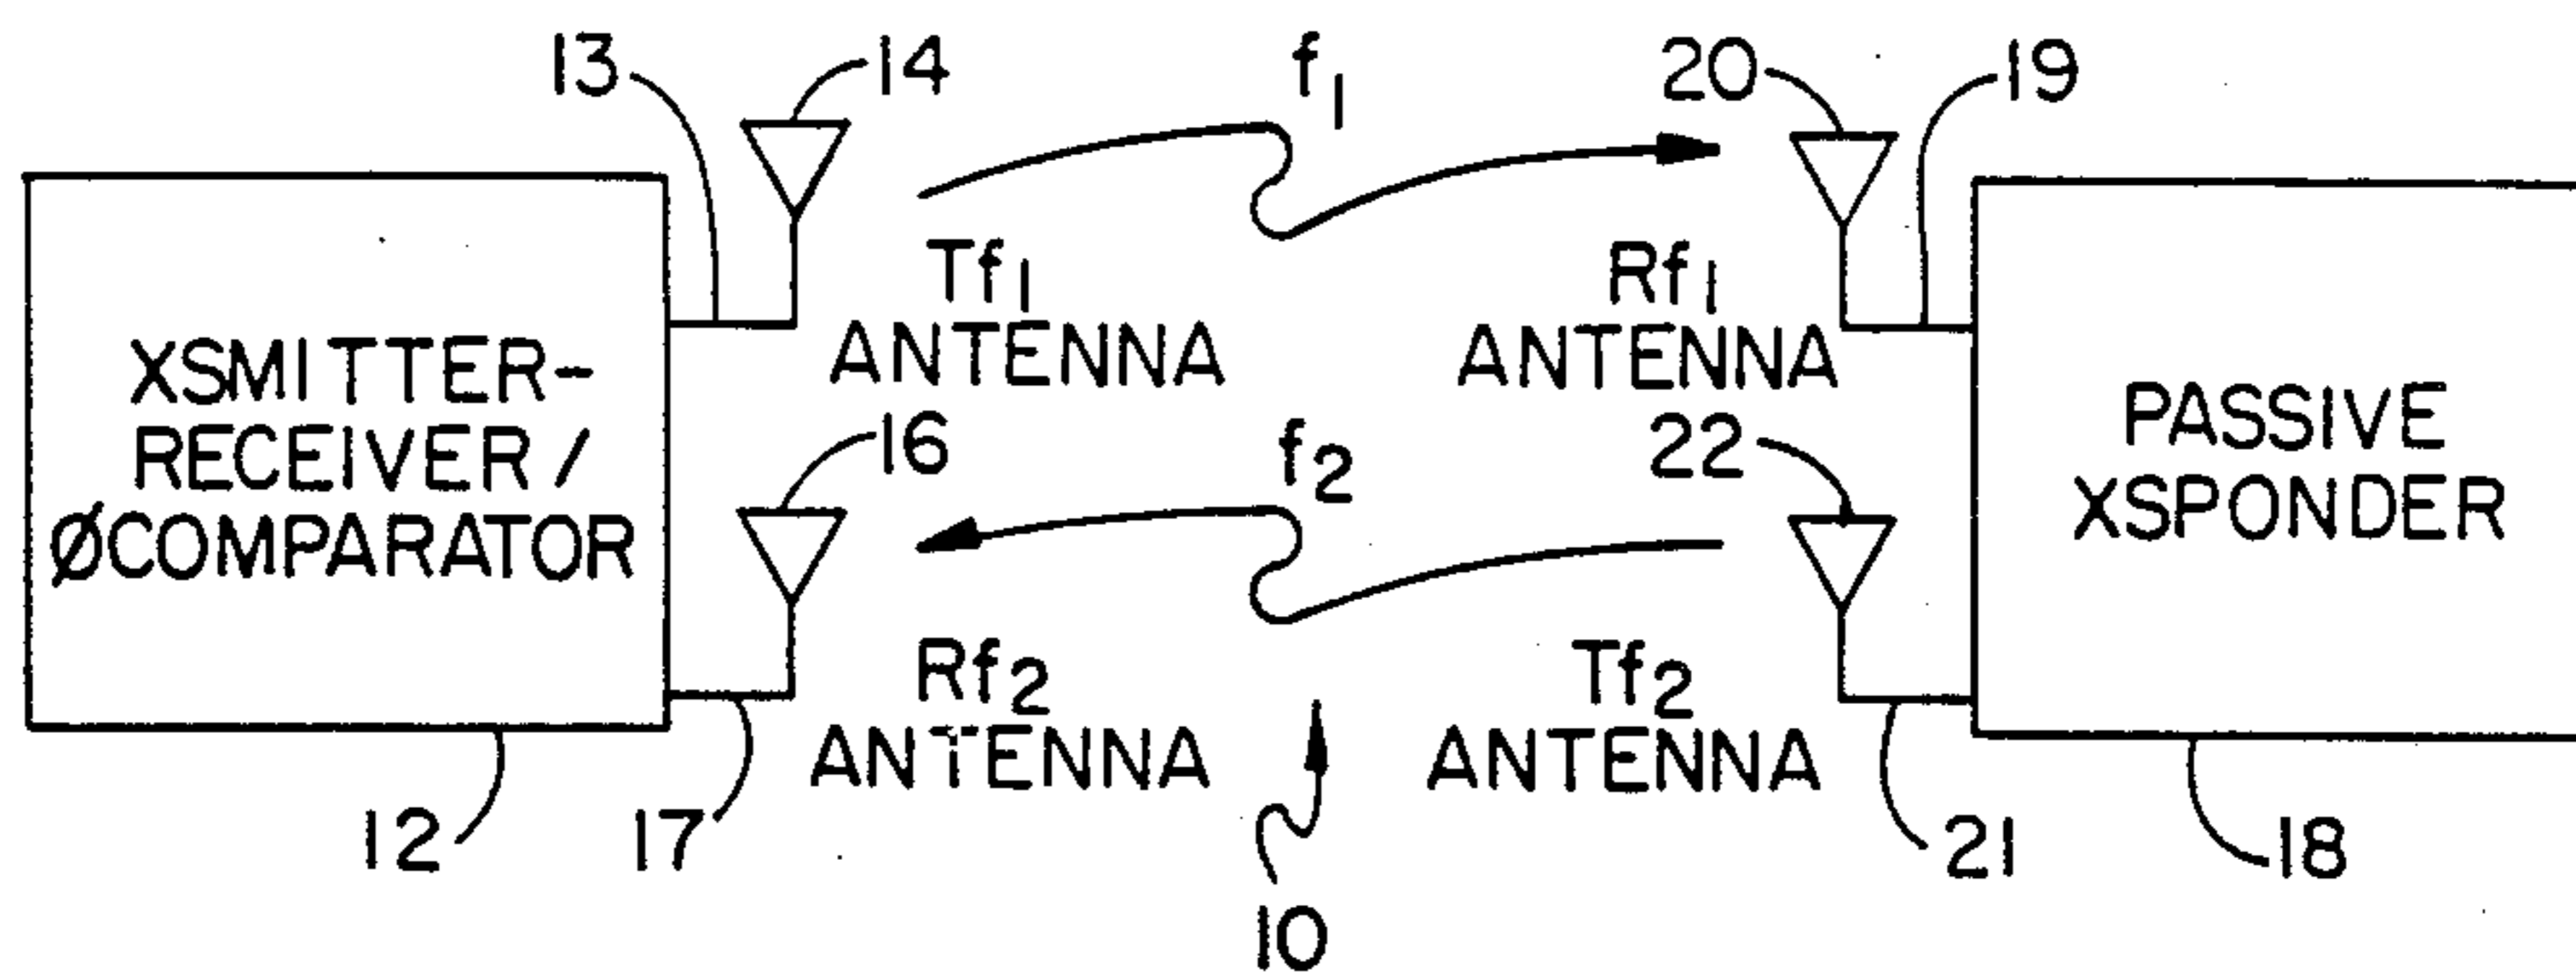 13
14
f1
20
19
XSMITTER-
RECEIVER/
ØCOMPARATOR
Tf1
ANTENNA
Rf1
ANTENNA
PASSIVE
XSPONDER
16
f2
22
Rf2
ANTENNA
Tf2
ANTENNA
12
17
10
21
18